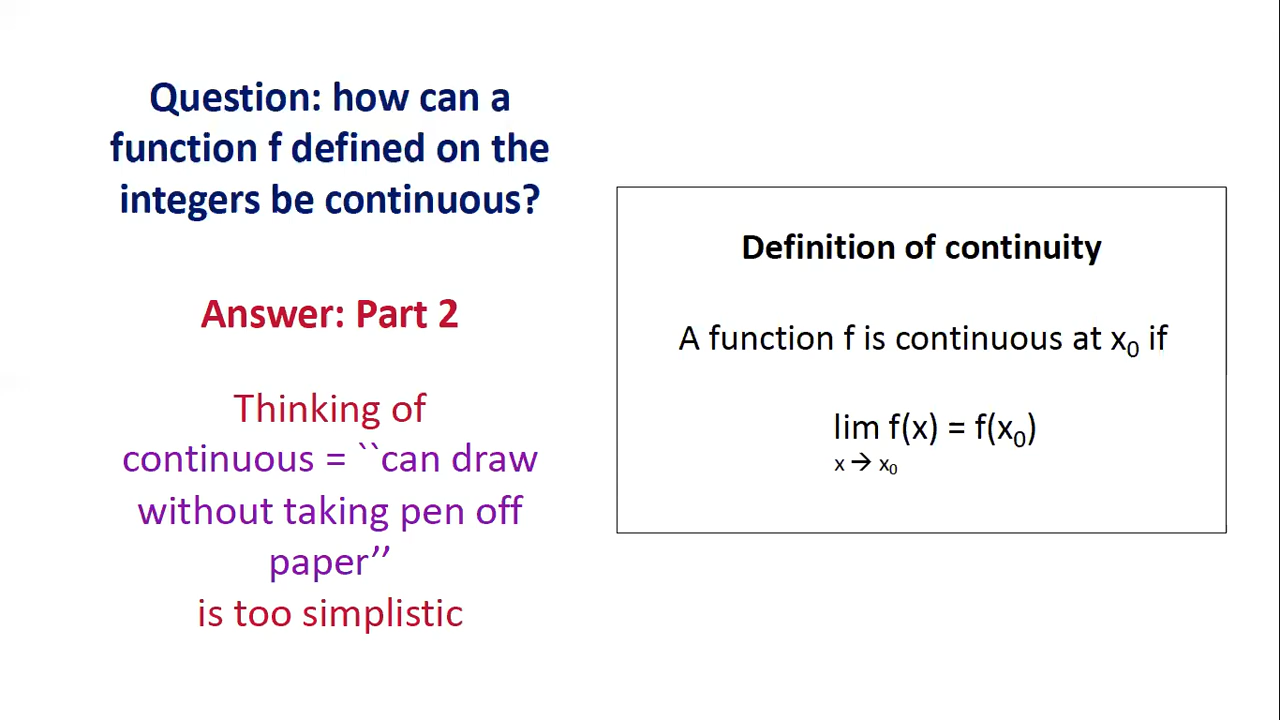 Question: how can a
function f defined on the
integers be continuous?
Answer: Part 2
Thinking of
continuous = ``can draw
without taking pen off
paper’’
is too simplistic
Definition of continuity
A function f is continuous at x₀ if
lim f(x) = f(x₀)
x → x₀